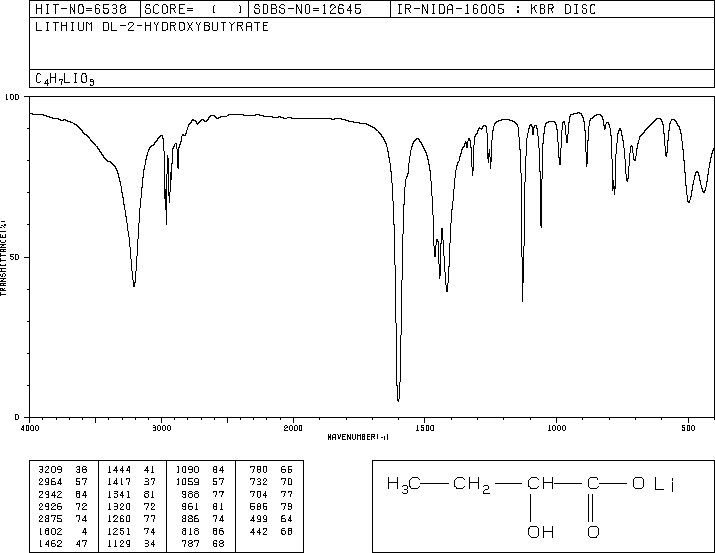 HIT-NO=6538 SCORE= ( ) SDBS-NO=12645 IR-NIDA-16005 : KBR DISC
LITHIUM DL-2-HYDROXYBUTYRATE
C4H7LIO3
100
50
0
TRANSMITTANCE(%)
4000 3000 2000 1500 1000 500
WAVENUMBER(-1)
3209 38 1444 41 1090 84 780 66
2964 57 1417 37 1059 57 732 70
2942 64 1341 81 988 77 704 77
2926 72 1320 72 961 81 586 79
2875 74 1260 77 886 74 499 64
1602 4 1251 74 818 86 442 68
1462 47 1129 34 787 68
H3C CH2 CH C O Li
OH O